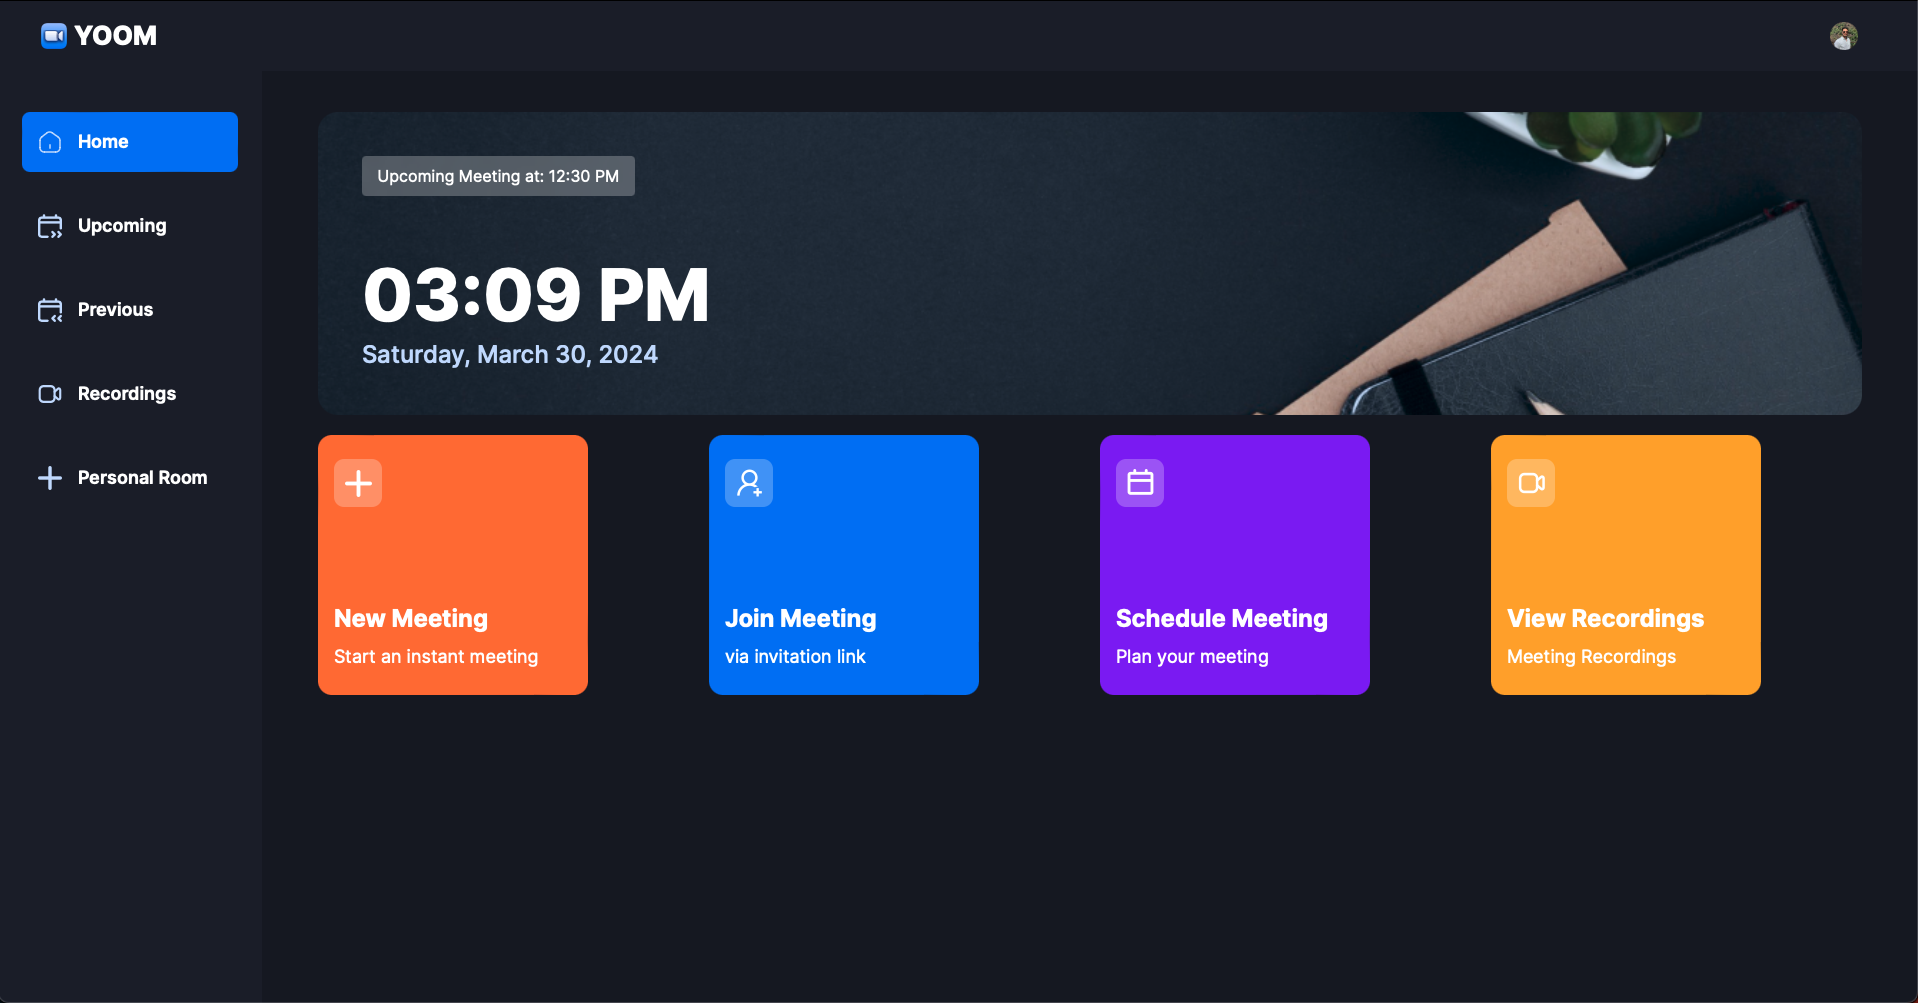 YOOM
Home
Upcoming
Previous
Recordings
Personal Room
Upcoming Meeting at: 12:30 PM
03:09 PM
Saturday, March 30, 2024
New Meeting
Start an instant meeting
Join Meeting
via invitation link
Schedule Meeting
Plan your meeting
View Recordings
Meeting Recordings